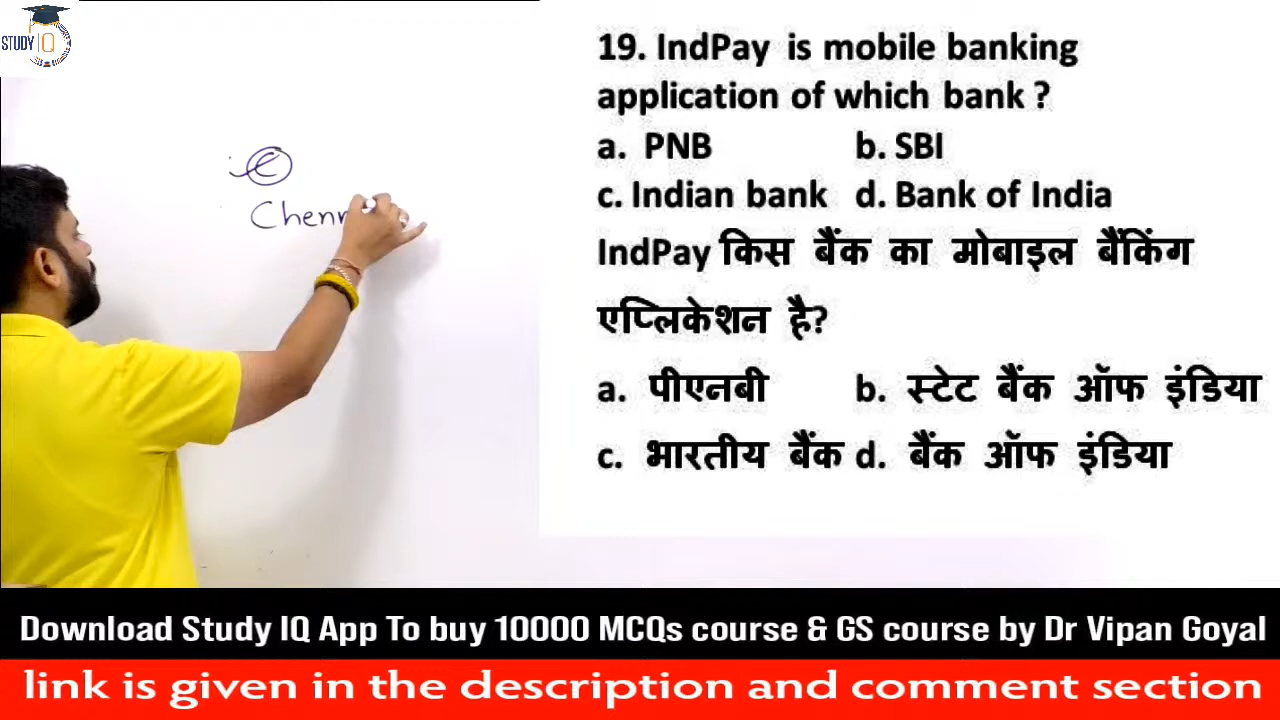 STUDY IQ
C
Chenn
19. IndPay is mobile banking
application of which bank ?
a. PNB b. SBI
c. Indian bank d. Bank of India
IndPay किस बैंक का मोबाइल बैंकिंग
एप्लिकेशन है?
a. पीएनबी b. स्टेट बैंक ऑफ इंडिया
c. भारतीय बैंक d. बैंक ऑफ इंडिया
Download Study IQ App To buy 10000 MCQs course & GS course by Dr Vipan Goyal
link is given in the description and comment section